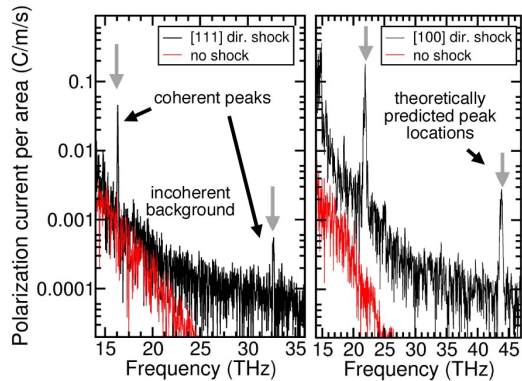 Polarization current per area (C/m/s)
0.1
0.01
0.001
0.0001
[111] dir. shock
no shock
coherent peaks
incoherent
background
15
20
25
30
35
Frequency (THz)
[100] dir. shock
no shock
theoretically
predicted peak
locations
15
20
25
30
35
40
45
Frequency (THz)